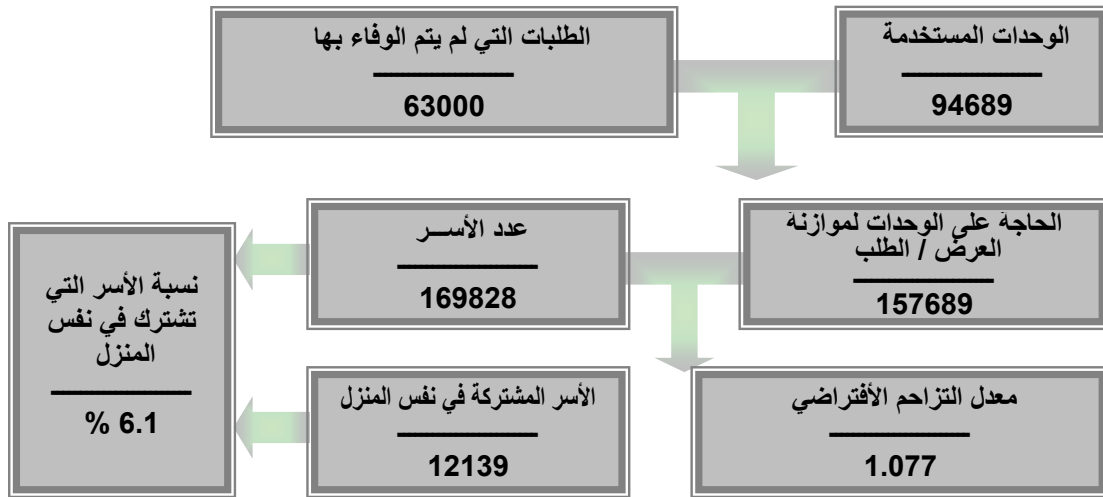 الوحدات المستخدمة
94689
الطلبات التي لم يتم الوفاء بها
63000
الحاجة على الوحدات لموازنة
العرض / الطلب
157689
عدد الأســـر
169828
نسبة الأسر التي
تشترك في نفس
المنزل
% 6.1
معدل التزاحم الأفتراضي
1.077
الأسر المشتركة في نفس المنزل
12139